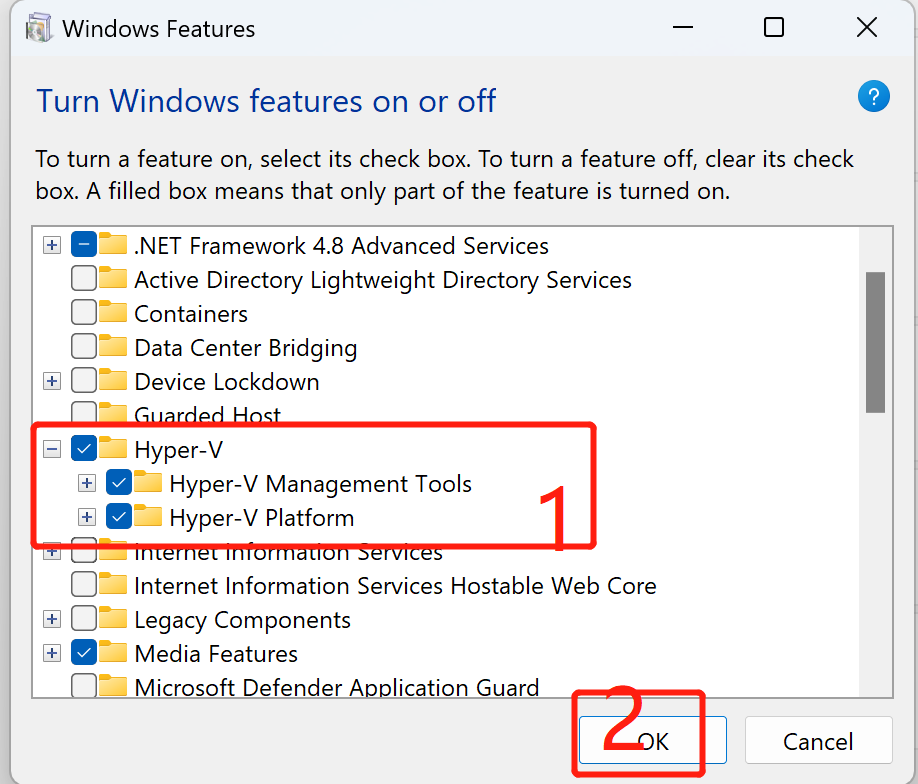 Windows Features
Turn Windows features on or off
?
To turn a feature on, select its check box. To turn a feature off, clear its check
box. A filled box means that only part of the feature is turned on.
.NET Framework 4.8 Advanced Services
Active Directory Lightweight Directory Services
Containers
Data Center Bridging
Device Lockdown
Guarded Host
Hyper-V
Hyper-V Management Tools
Hyper-V Platform
1
Internet Information Services
Internet Information Services Hostable Web Core
Legacy Components
Media Features
Microsoft Defender Application Guard
2
OK
Cancel